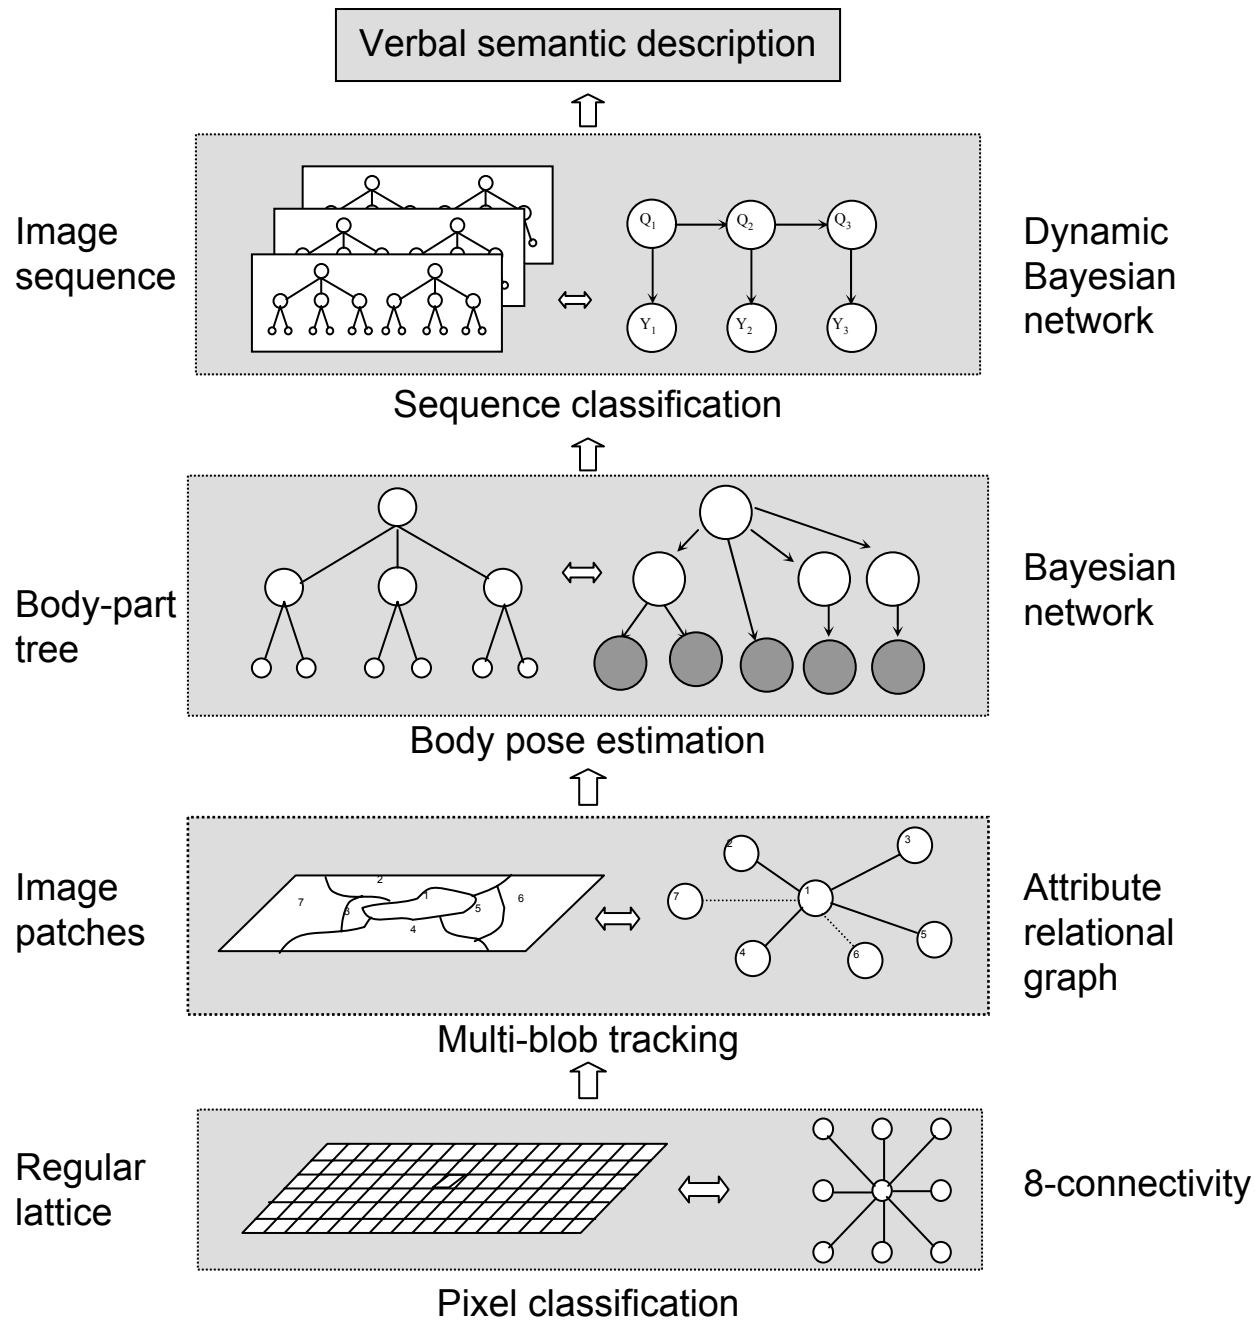 Verbal semantic description
Image
sequence
Q1
Q2
Q3
Y1
Y2
Y3
Dynamic
Bayesian
network
Sequence classification
Body-part
tree
Bayesian
network
Body pose estimation
Image
patches
7
2
3
1
4
5
6
2
3
1
7
4
6
5
Attribute
relational
graph
Multi-blob tracking
Regular
lattice
8-connectivity
Pixel classification